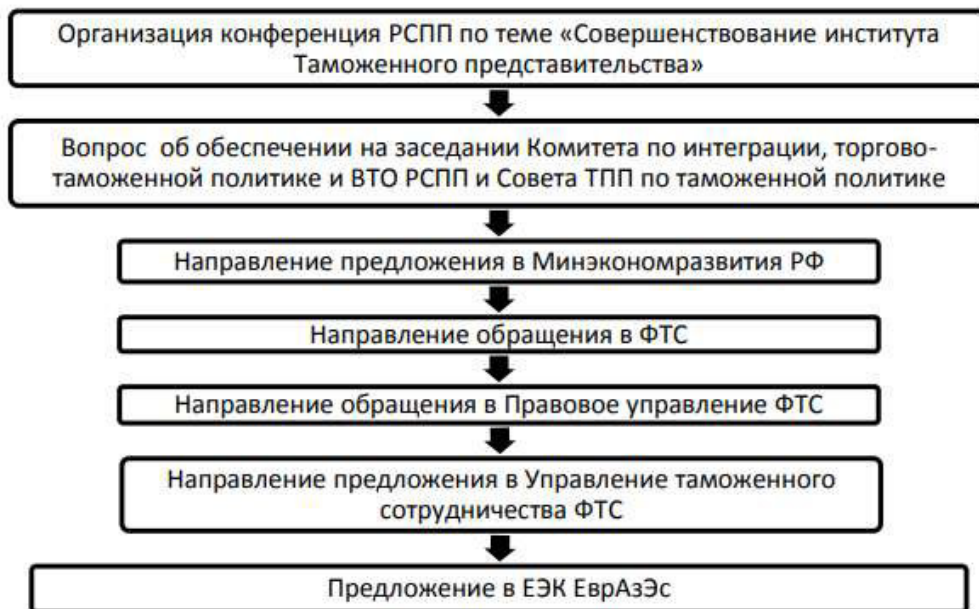 Организация конференция РСПП по теме «Совершенствование института
Таможенного представительства»
Вопрос об обеспечении на заседании Комитета по интеграции, торгово-
таможенной политике и ВТО РСПП и Совета ТПП по таможенной политике
Направление предложения в Минэкономразвития РФ
Направление обращения в ФТС
Направление обращения в Правовое управление ФТС
Направление предложения в Управление таможенного
сотрудничества ФТС
Предложение в ЕЭК ЕврАзЭс